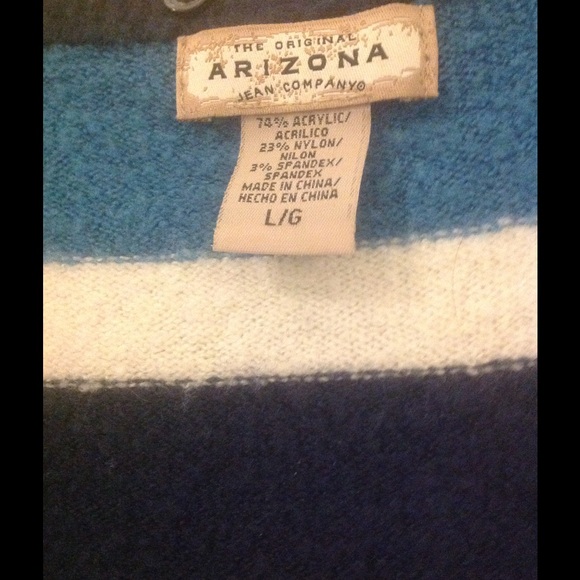 THE ORIGINAL
ARIZONA
JEAN COMPANY®
74% ACRYLIC/
ACRILICO
23% NYLON/
NILON
3% SPANDEX/
SPANDEX
MADE IN CHINA/
HECHO EN CHINA
L/G